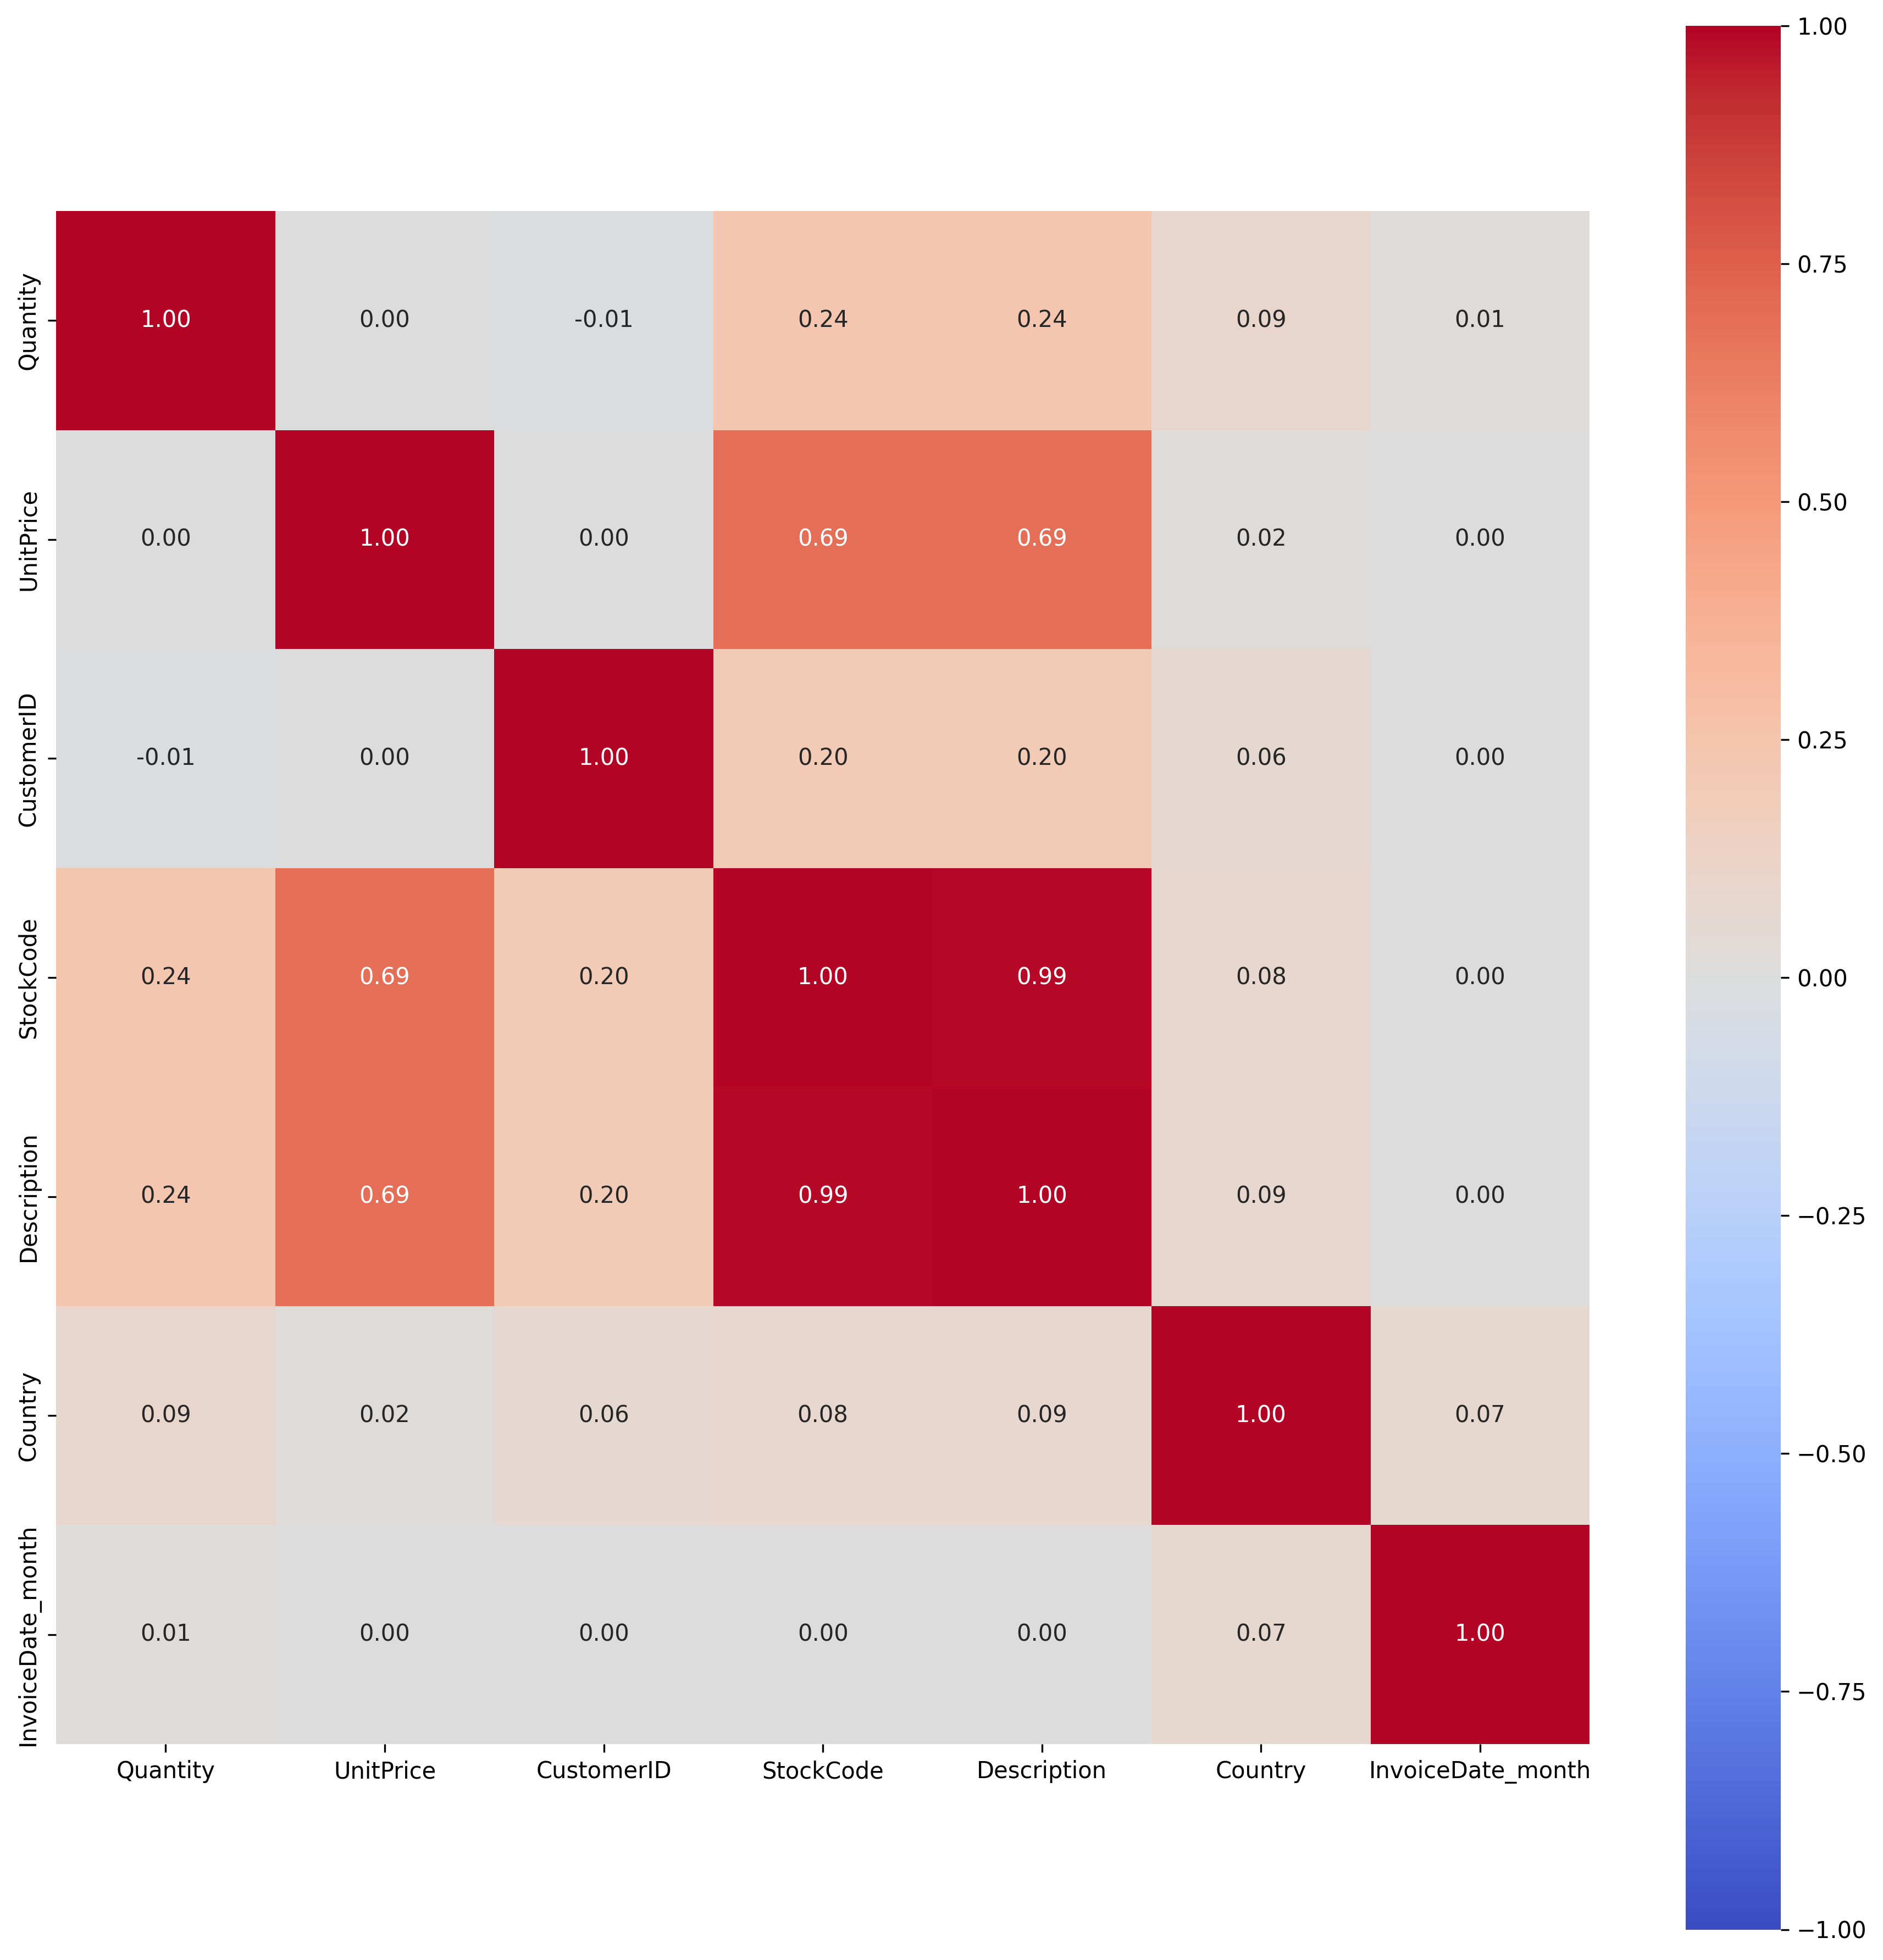 Quantity 1.00 0.00 -0.01 0.24 0.24 0.09 0.01
UnitPrice 0.00 1.00 0.00 0.69 0.69 0.02 0.00
CustomerID -0.01 0.00 1.00 0.20 0.20 0.06 0.00
StockCode 0.24 0.69 0.20 1.00 0.99 0.08 0.00
Description 0.24 0.69 0.20 0.99 1.00 0.09 0.00
Country 0.09 0.02 0.06 0.08 0.09 1.00 0.07
InvoiceDate_month 0.01 0.00 0.00 0.00 0.00 0.07 1.00
Quantity UnitPrice CustomerID StockCode Description Country InvoiceDate_month
1.00
0.75
0.50
0.25
0.00
−0.25
−0.50
−0.75
−1.00